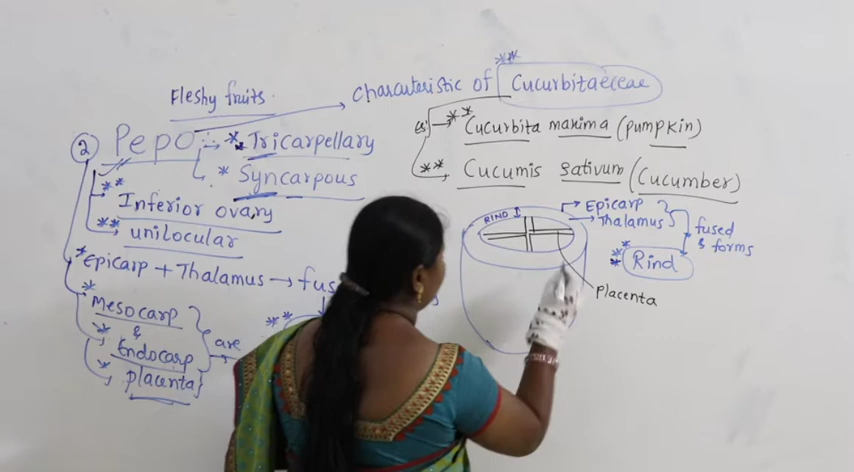 Fleshy fruits
Characteristic of Cucurbitaeceae
② Pepo
* Tricarpellary
* Syncarpous
** Inferior ovary
** unilocular
* Epicarp + Thalamus → fus
* Mesocarp
&
* Endocarp
* placenta
are
** Cucurbita maxima (pumpkin)
** Cucumis sativum (Cucumber)
RIND
Epicarp
Thalamus
fused
& forms
** Rind
Placenta